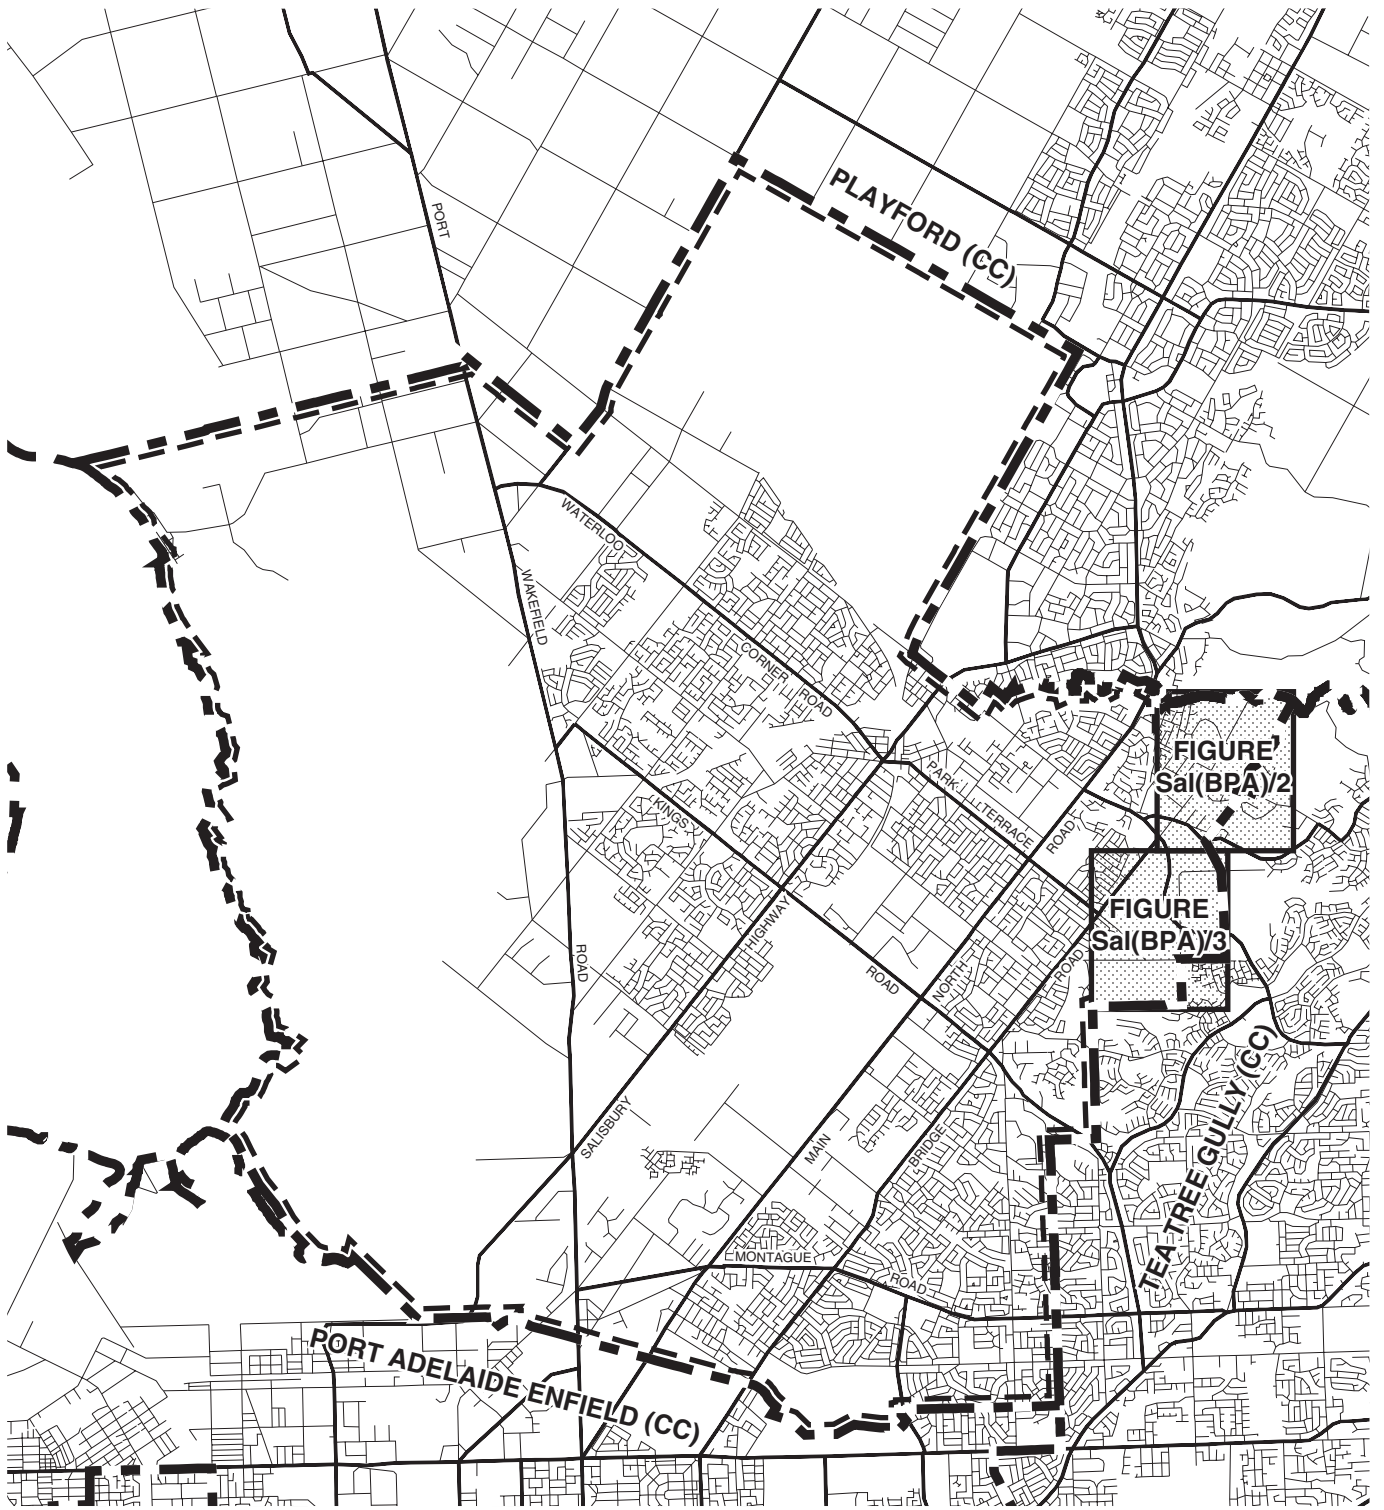 PLAYFORD (CC)
PORT
WATERLOO
WAKEFIELD
CORNER ROAD
FIGURE
Sal(BPA)/2
PARK TERRACE
KINGS
ROAD
FIGURE
Sal(BPA)/3
HIGHWAY
ROAD
ROAD
NORTH
ROAD
TEA TREE GULLY (CC)
SALISBURY
MAIN
BRIDGE
MONTAGUE
ROAD
PORT ADELAIDE ENFIELD (CC)